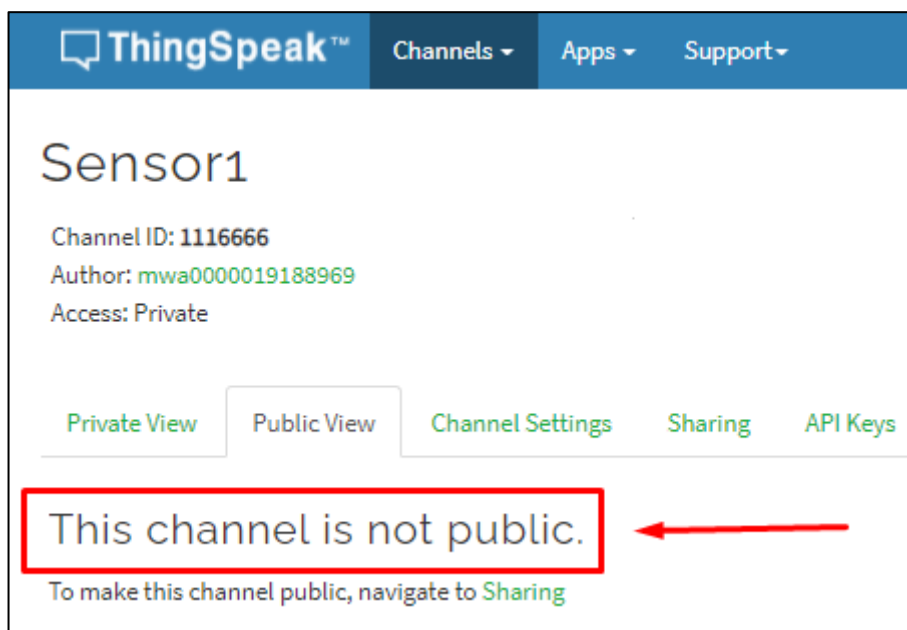 ThingSpeak™ Channels Apps Support
Sensor1
Channel ID: 1116666
Author: mwa0000019188969
Access: Private
Private View Public View Channel Settings Sharing API Keys
This channel is not public.
To make this channel public, navigate to Sharing